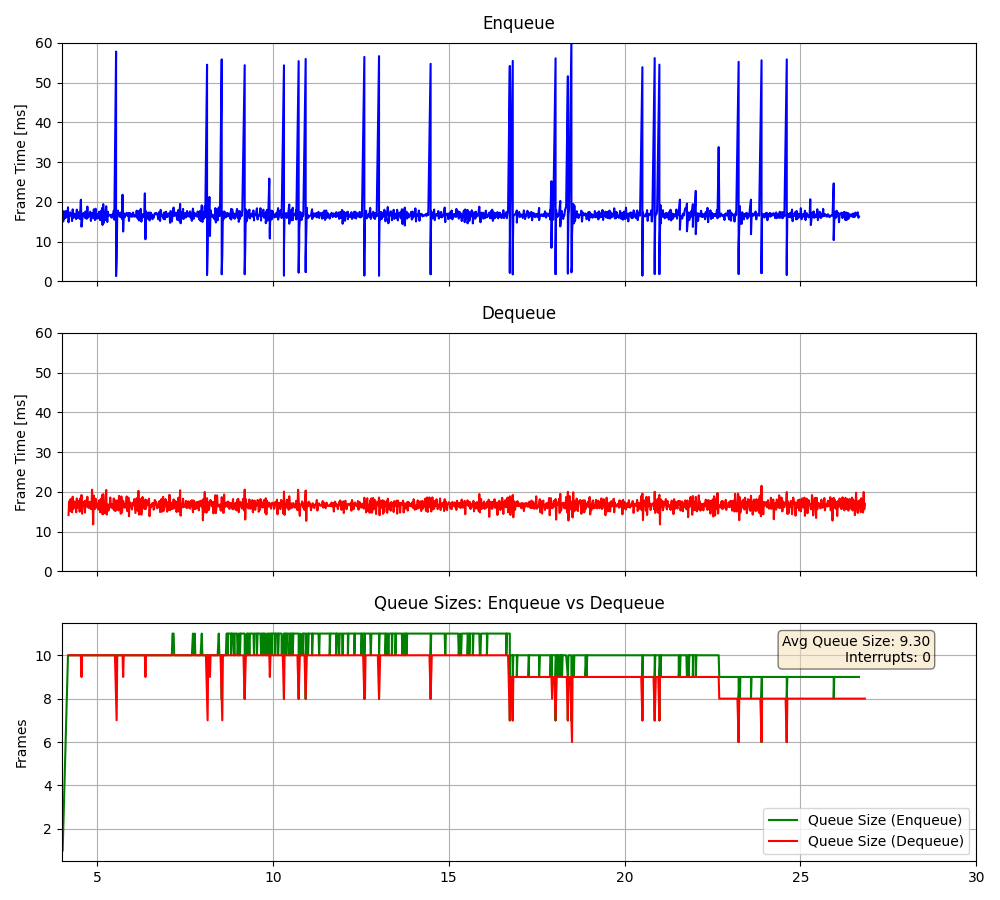 Enqueue
60
50
40
30
20
10
0
Frame Time [ms]
Dequeue
60
50
40
30
20
10
0
Frame Time [ms]
Queue Sizes: Enqueue vs Dequeue
Avg Queue Size: 9.30
Interrupts: 0
10
8
6
4
2
Frames
Queue Size (Enqueue)
Queue Size (Dequeue)
5 10 15 20 25 30